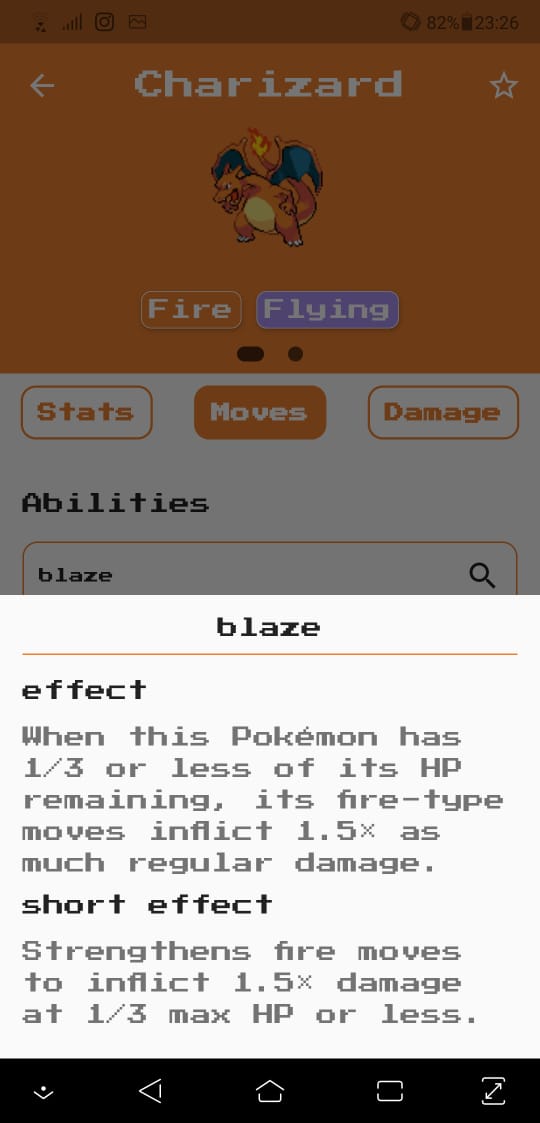 82% 23:26
Charizard
Fire Flying
Stats Moves Damage
Abilities
blaze
blaze
effect
When this Pokémon has
1/3 or less of its HP
remaining, its fire-type
moves inflict 1.5× as
much regular damage.
short effect
Strengthens fire moves
to inflict 1.5× damage
at 1/3 max HP or less.